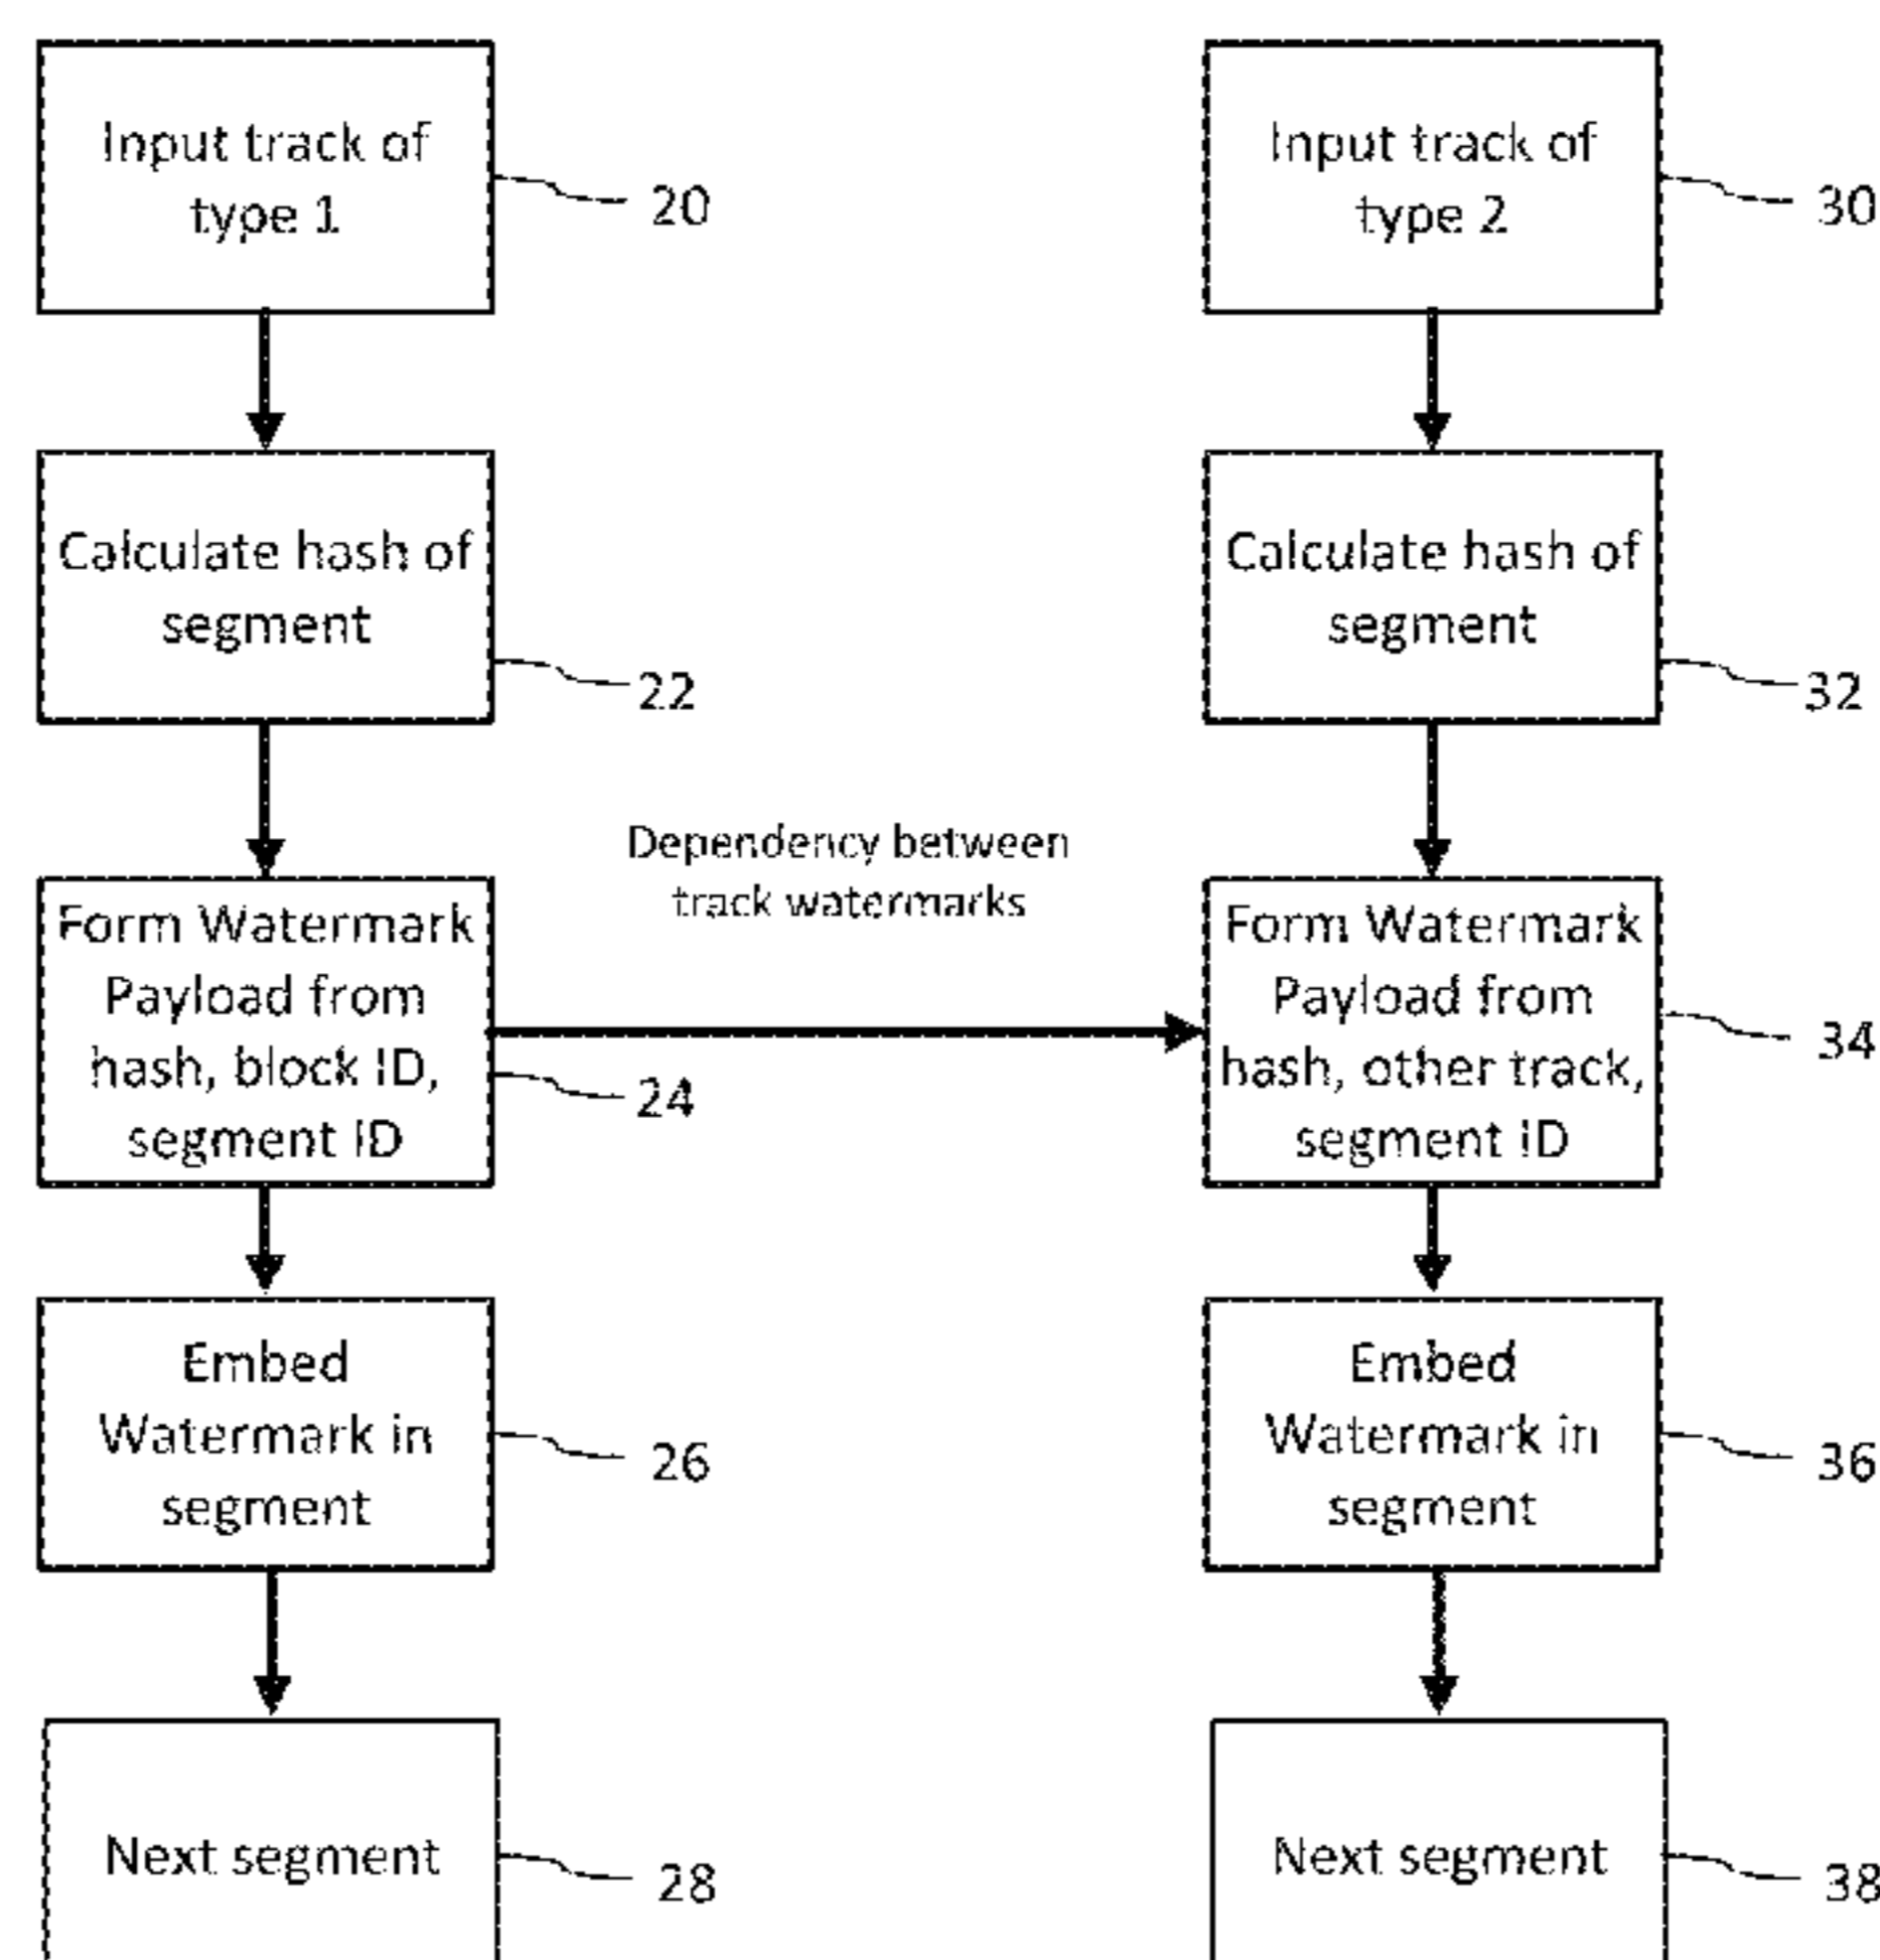 Input track of
type 1
20
Calculate hash of
segment
22
Form Watermark
Payload from
hash, block ID,
segment ID
24
Embed
Watermark in
segment
26
Next segment
28
Dependency between
track watermarks
Input track of
type 2
30
Calculate hash of
segment
32
Form Watermark
Payload from
hash, other track,
segment ID
34
Embed
Watermark in
segment
36
Next segment
38